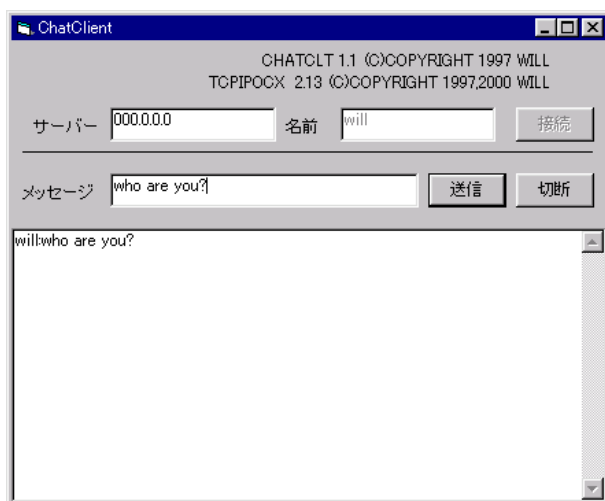 ChatClient
CHATCLT 1.1 (C)COPYRIGHT 1997 WILL
TCPIPOCX 2.13 (C)COPYRIGHT 1997,2000 WILL
サーバー 000.0.0.0 名前 will 接続
メッセージ who are you? 送信 切断
will:who are you?